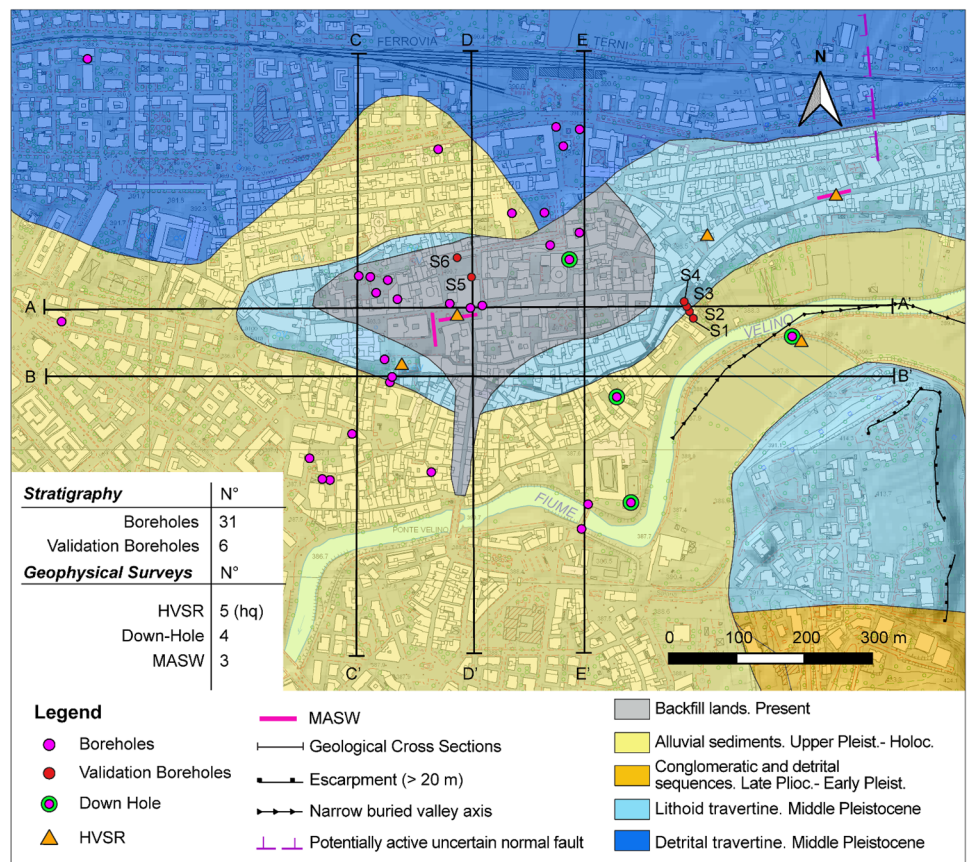 C
D
E
FERROVIA
TERNI
N
S6
S5
S4
S3
S2
S1
A
A'
VELINO
B
B'
FIUME
PONTE VELINO
C'
D'
E'
0 100 200 300 m
Stratigraphy N°
Boreholes 31
Validation Boreholes 6
Geophysical Surveys N°
HVSR 5 (hq)
Down-Hole 4
MASW 3
Legend
Boreholes
Validation Boreholes
Down Hole
HVSR
MASW
Geological Cross Sections
Escarpment (> 20 m)
Narrow buried valley axis
Potentially active uncertain normal fault
Backfill lands. Present
Alluvial sediments. Upper Pleist.- Holoc.
Conglomeratic and detrital
sequences. Late Plioc.- Early Pleist.
Lithoid travertine. Middle Pleistocene
Detrital travertine. Middle Pleistocene